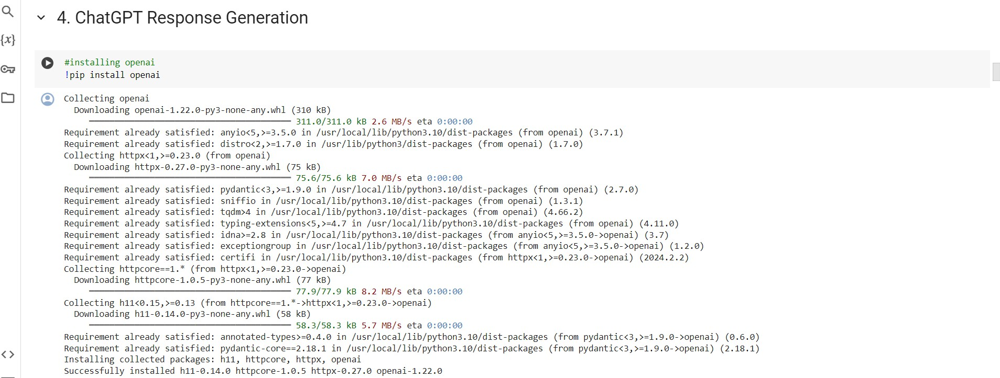 4. ChatGPT Response Generation
{x}
#installing openai
!pip install openai
Collecting openai
Downloading openai-1.22.0-py3-none-any.whl (310 kB)
311.0/311.0 kB 2.6 MB/s eta 0:00:00
Requirement already satisfied: anyio<5,>=3.5.0 in /usr/local/lib/python3.10/dist-packages (from openai) (3.7.1)
Requirement already satisfied: distro<2,>=1.7.0 in /usr/lib/python3/dist-packages (from openai) (1.7.0)
Collecting httpx<1,>=0.23.0 (from openai)
Downloading httpx-0.27.0-py3-none-any.whl (75 kB)
75.6/75.6 kB 7.0 MB/s eta 0:00:00
Requirement already satisfied: pydantic<3,>=1.9.0 in /usr/local/lib/python3.10/dist-packages (from openai) (2.7.0)
Requirement already satisfied: sniffio in /usr/local/lib/python3.10/dist-packages (from openai) (1.3.1)
Requirement already satisfied: tqdm>4 in /usr/local/lib/python3.10/dist-packages (from openai) (4.66.2)
Requirement already satisfied: typing-extensions<5,>=4.7 in /usr/local/lib/python3.10/dist-packages (from openai) (4.11.0)
Requirement already satisfied: idna>=2.8 in /usr/local/lib/python3.10/dist-packages (from anyio<5,>=3.5.0->openai) (3.7)
Requirement already satisfied: exceptiongroup in /usr/local/lib/python3.10/dist-packages (from anyio<5,>=3.5.0->openai) (1.2.0)
Requirement already satisfied: certifi in /usr/local/lib/python3.10/dist-packages (from httpx<1,>=0.23.0->openai) (2024.2.2)
Collecting httpcore==1.* (from httpx<1,>=0.23.0->openai)
Downloading httpcore-1.0.5-py3-none-any.whl (77 kB)
77.9/77.9 kB 8.2 MB/s eta 0:00:00
Collecting h11<0.15,>=0.13 (from httpcore==1.*->httpx<1,>=0.23.0->openai)
Downloading h11-0.14.0-py3-none-any.whl (58 kB)
58.3/58.3 kB 5.7 MB/s eta 0:00:00
Requirement already satisfied: annotated-types>=0.4.0 in /usr/local/lib/python3.10/dist-packages (from pydantic<3,>=1.9.0->openai) (0.6.0)
Requirement already satisfied: pydantic-core==2.18.1 in /usr/local/lib/python3.10/dist-packages (from pydantic<3,>=1.9.0->openai) (2.18.1)
Installing collected packages: h11, httpcore, httpx, openai
Successfully installed h11-0.14.0 httpcore-1.0.5 httpx-0.27.0 openai-1.22.0